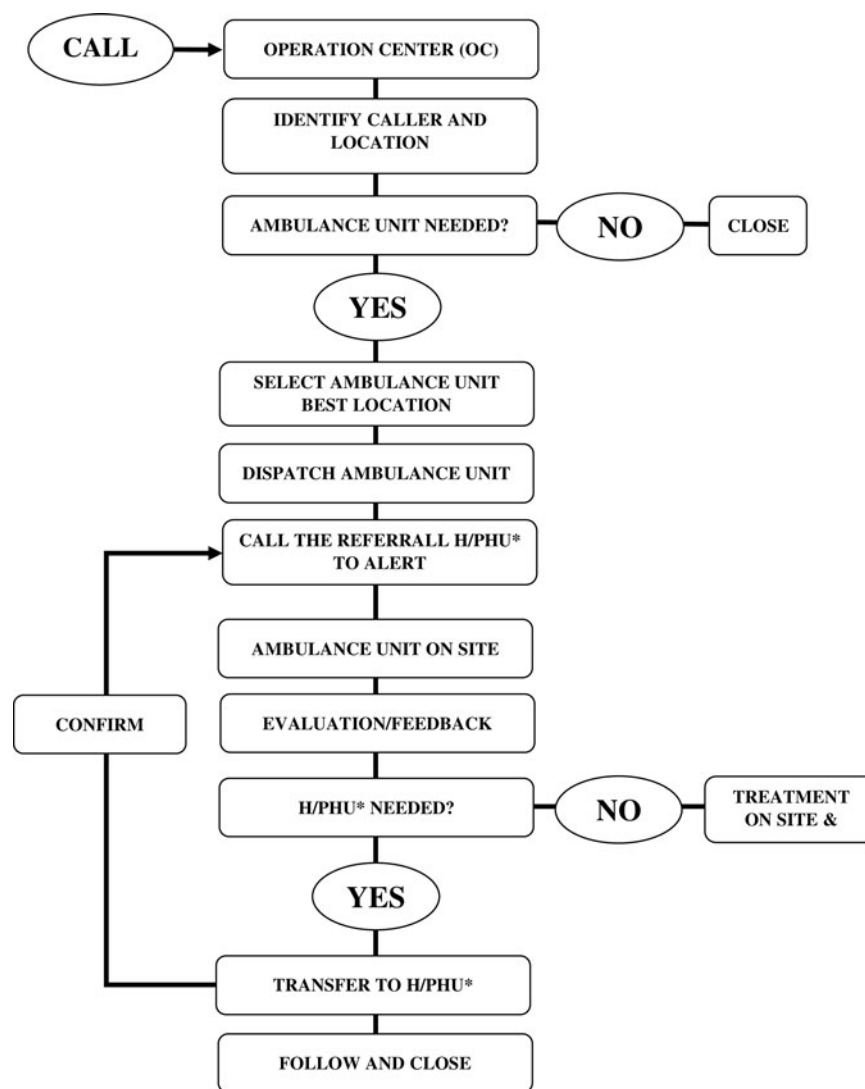 CALL
OPERATION CENTER (OC)
IDENTIFY CALLER AND
LOCATION
AMBULANCE UNIT NEEDED?
NO
CLOSE
YES
SELECT AMBULANCE UNIT
BEST LOCATION
DISPATCH AMBULANCE UNIT
CALL THE REFERRALL H/PHU*
TO ALERT
AMBULANCE UNIT ON SITE
CONFIRM
EVALUATION/FEEDBACK
H/PHU* NEEDED?
NO
TREATMENT
ON SITE &
YES
TRANSFER TO H/PHU*
FOLLOW AND CLOSE